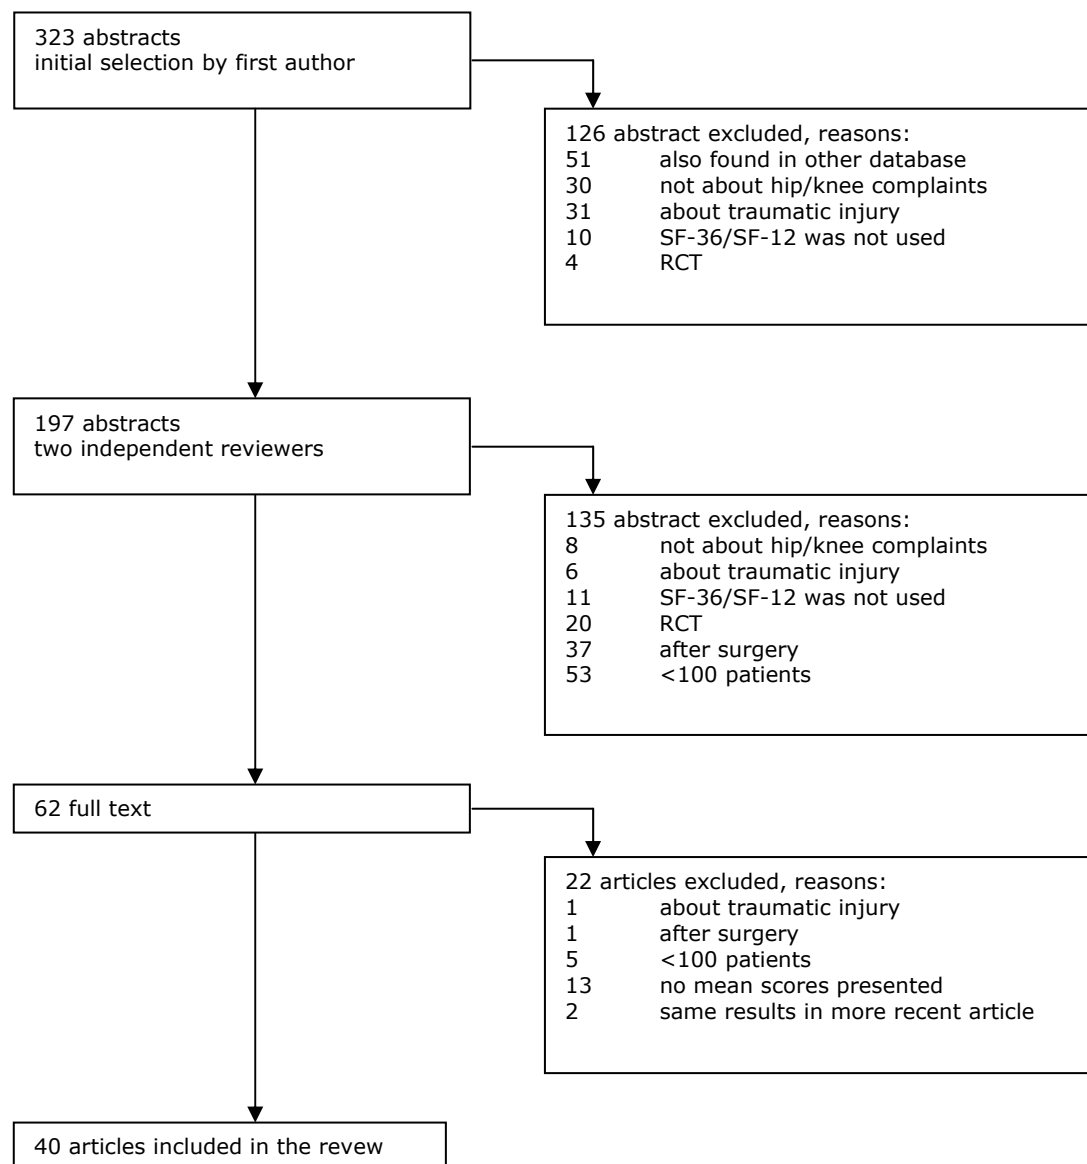 323 abstracts
initial selection by first author
126 abstract excluded, reasons:
51 also found in other database
30 not about hip/knee complaints
31 about traumatic injury
10 SF-36/SF-12 was not used
4 RCT
197 abstracts
two independent reviewers
135 abstract excluded, reasons:
8 not about hip/knee complaints
6 about traumatic injury
11 SF-36/SF-12 was not used
20 RCT
37 after surgery
53 <100 patients
62 full text
22 articles excluded, reasons:
1 about traumatic injury
1 after surgery
5 <100 patients
13 no mean scores presented
2 same results in more recent article
40 articles included in the revew